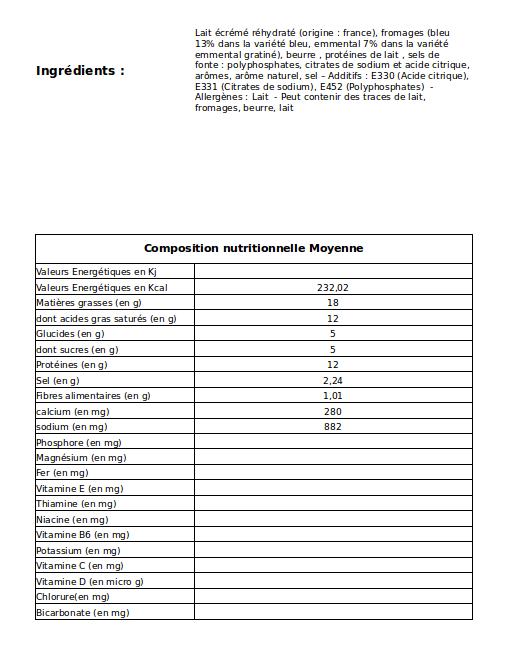 Lait écrémé réhydraté (origine : france), fromages (bleu
13% dans la variété bleu, emmental 7% dans la variété
emmental gratiné), beurre , protéines de lait , sels de
Ingrédients :
fonte : polyphosphates, citrates de sodium et acide citrique,
arômes, arôme naturel, sel – Additifs : E330 (Acide citrique),
E331 (Citrates de sodium), E452 (Polyphosphates)  -
Allergènes : Lait  - Peut contenir des traces de lait,
fromages, beurre, lait
Composition nutritionnelle Moyenne
Valeurs Energétiques en Kj
Valeurs Energétiques en Kcal 232,02
Matières grasses (en g) 18
dont acides gras saturés (en g) 12
Glucides (en g) 5
dont sucres (en g) 5
Protéines (en g) 12
Sel (en g) 2,24
Fibres alimentaires (en g) 1,01
calcium (en mg) 280
sodium (en mg) 882
Phosphore (en mg)
Magnésium (en mg)
Fer (en mg)
Vitamine E (en mg)
Thiamine (en mg)
Niacine (en mg)
Vitamine B6 (en mg)
Potassium (en mg)
Vitamine C (en mg)
Vitamine D (en micro g)
Chlorure(en mg)
Bicarbonate (en mg)